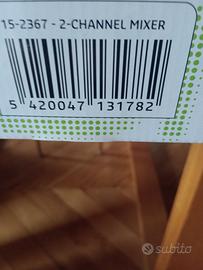 15-2367 - 2-CHANNEL MIXER
5 420047 131782
subito